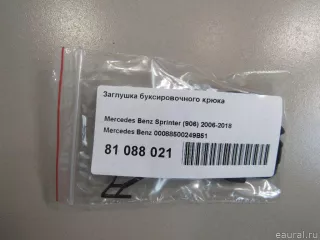 Заглушка буксировочного крюка
Mercedes Benz Sprinter (906) 2006-2018
Mercedes Benz 00088500249B51
81 088 021
eaural.ru